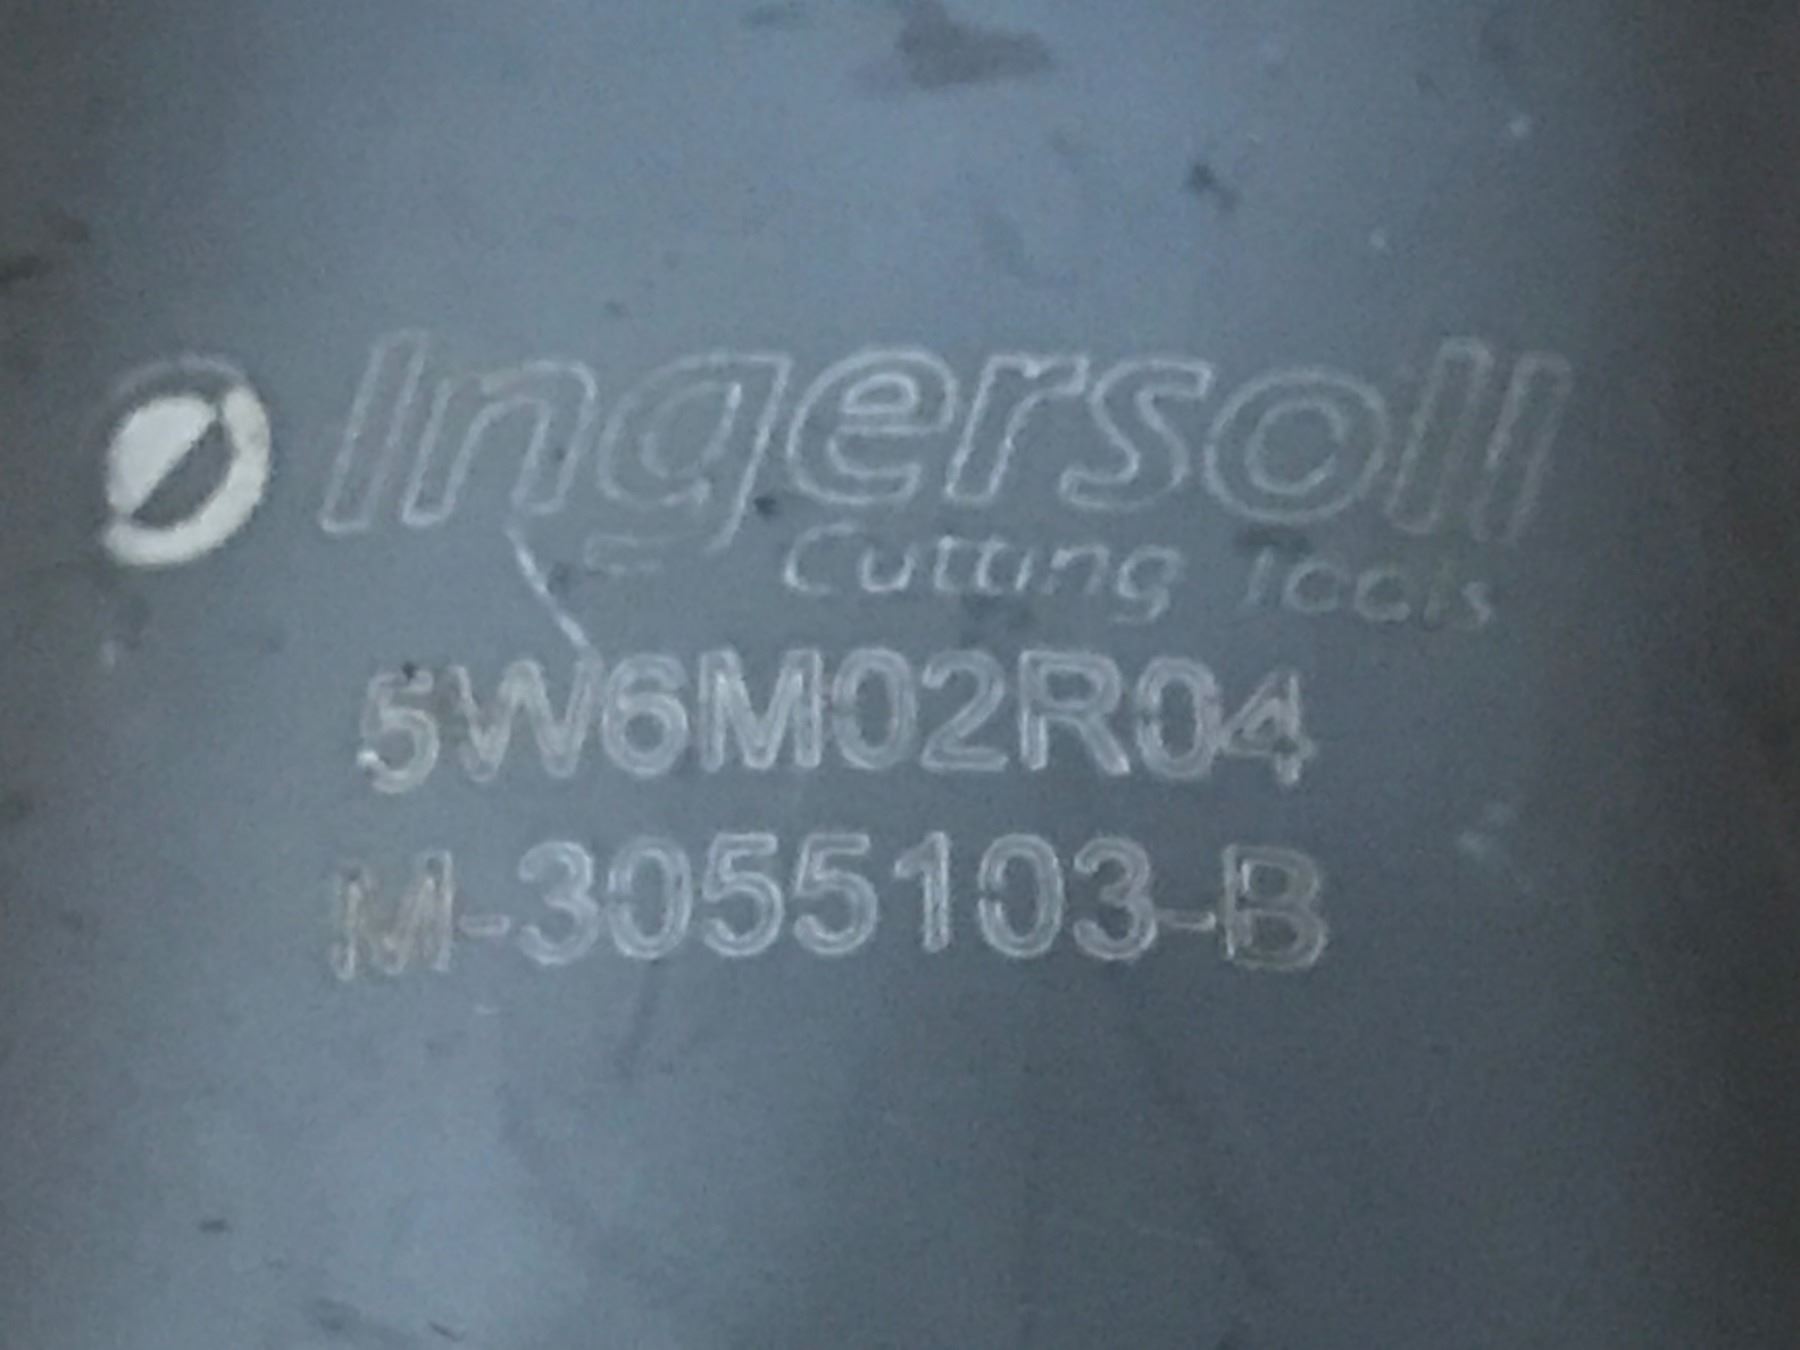 Ingersoll
Cutting Tools
5W6M02R04
M-3055103-B